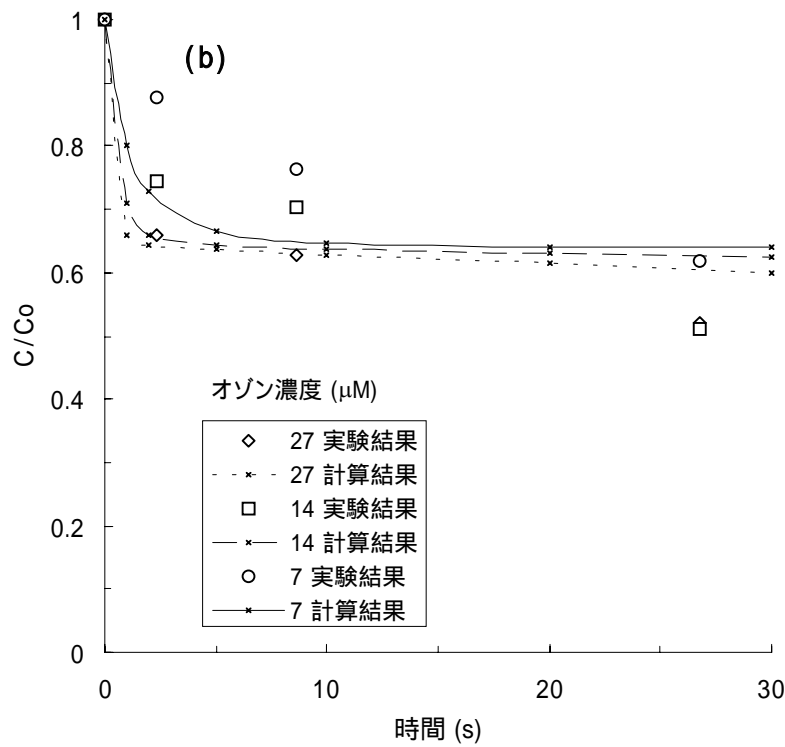 (b)
1
0.8
0.6
0.4
0.2
0
C/Co
オゾン濃度 (μM)
27 実験結果
27 計算結果
14 実験結果
14 計算結果
7 実験結果
7 計算結果
0 10 20 30
時間 (s)